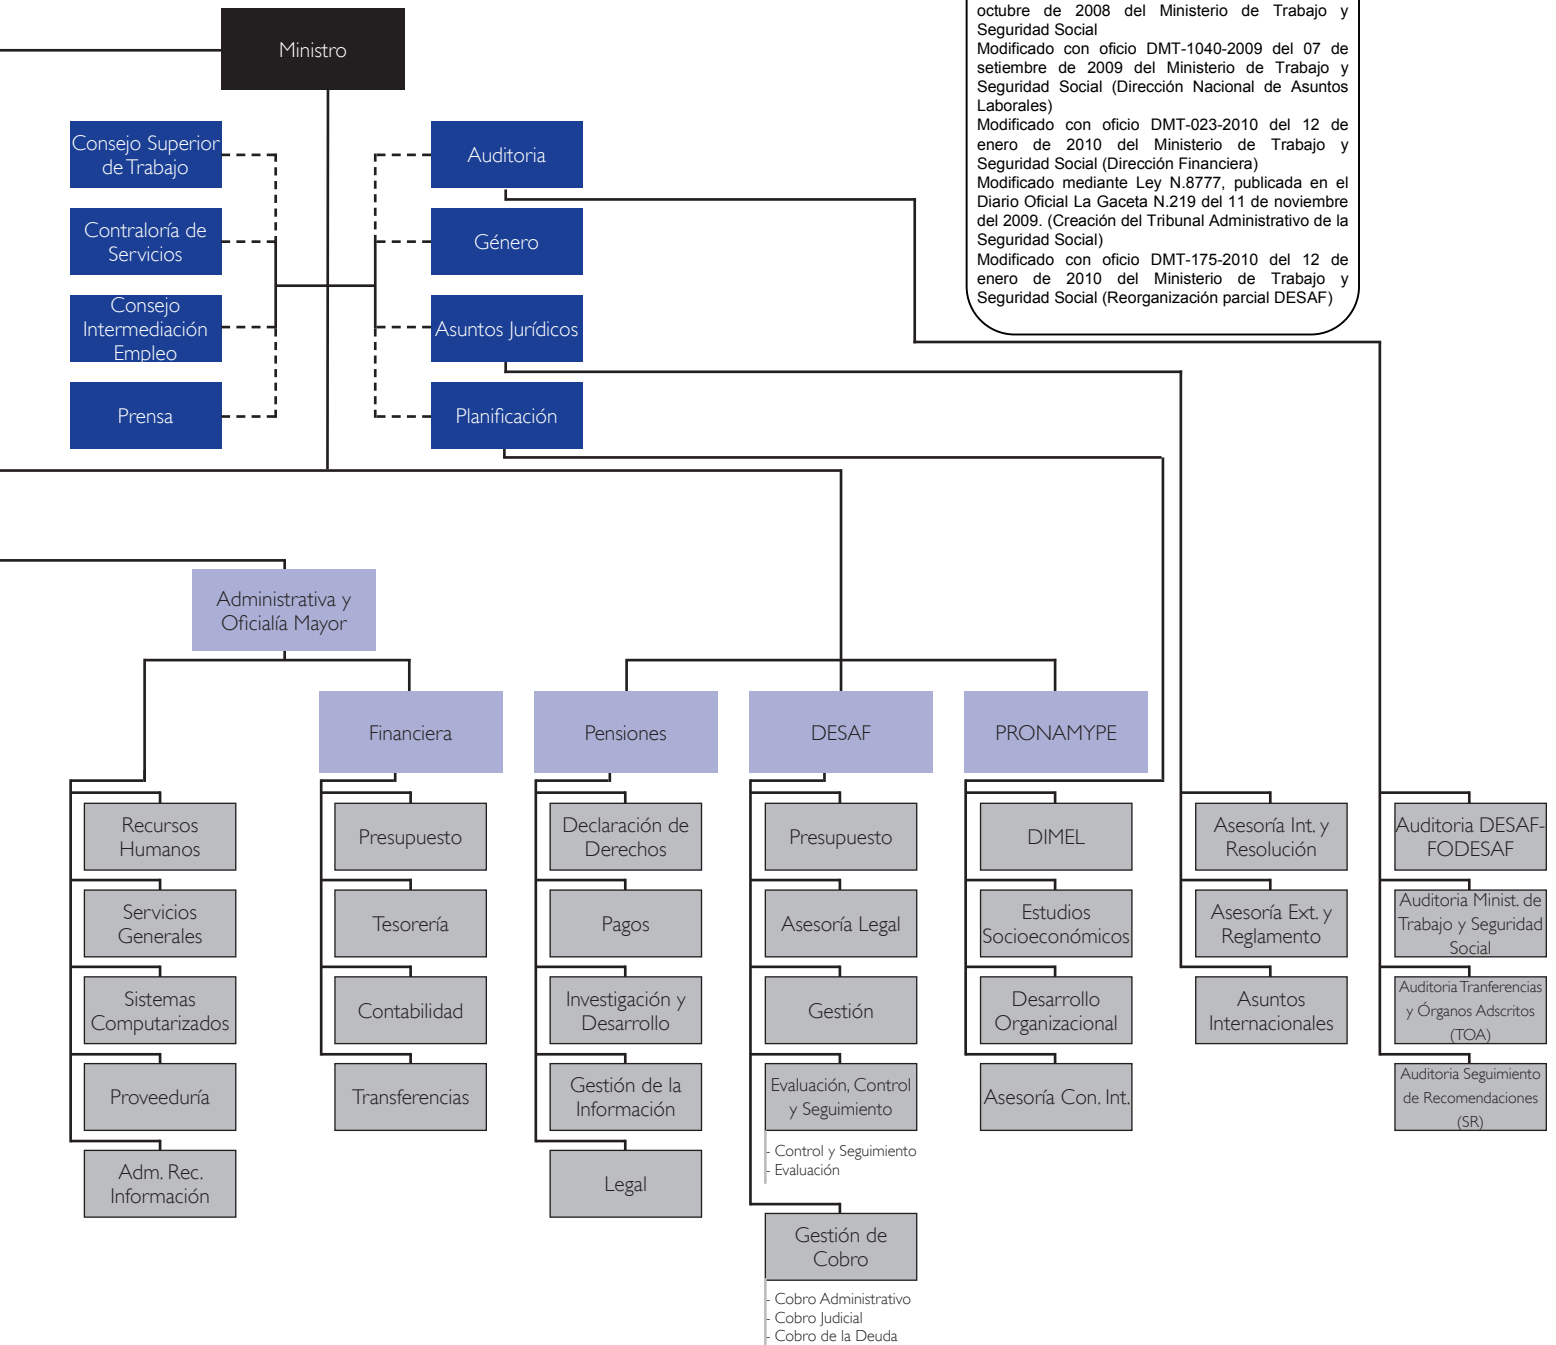 octubre de 2008 del Ministerio de Trabajo y
Seguridad Social
Modificado con oficio DMT-1040-2009 del 07 de
setiembre de 2009 del Ministerio de Trabajo y
Seguridad Social (Dirección Nacional de Asuntos
Laborales)
Modificado con oficio DMT-023-2010 del 12 de
enero de 2010 del Ministerio de Trabajo y
Seguridad Social (Dirección Financiera)
Modificado mediante Ley N.8777, publicada en el
Diario Oficial La Gaceta N.219 del 11 de noviembre
del 2009. (Creación del Tribunal Administrativo de la
Seguridad Social)
Modificado con oficio DMT-175-2010 del 12 de
enero de 2010 del Ministerio de Trabajo y
Seguridad Social (Reorganización parcial DESAF)
Ministro
Consejo Superior
de Trabajo
Contraloría de
Servicios
Consejo
Intermediación
Empleo
Prensa
Auditoria
Género
Asuntos Jurídicos
Planificación
Administrativa y
Oficialía Mayor
Financiera
Pensiones
DESAF
PRONAMYPE
Recursos
Humanos
Servicios
Generales
Sistemas
Computarizados
Proveeduría
Adm. Rec.
Información
Presupuesto
Tesorería
Contabilidad
Transferencias
Declaración de
Derechos
Pagos
Investigación y
Desarrollo
Gestión de la
Información
Legal
Presupuesto
Asesoría Legal
Gestión
Evaluación, Control
y Seguimiento
- Control y Seguimiento
- Evaluación
Gestión de
Cobro
- Cobro Administrativo
- Cobro Judicial
- Cobro de la Deuda
DIMEL
Estudios
Socioeconómicos
Desarrollo
Organizacional
Asesoría Con. Int.
Asesoría Int. y
Resolución
Asesoría Ext. y
Reglamento
Asuntos
Internacionales
Auditoria DESAF-
FODESAF
Auditoria Minist. de
Trabajo y Seguridad
Social
Auditoria Tranferencias
y Órganos Adscritos
(TOA)
Auditoria Seguimiento
de Recomendaciones
(SR)